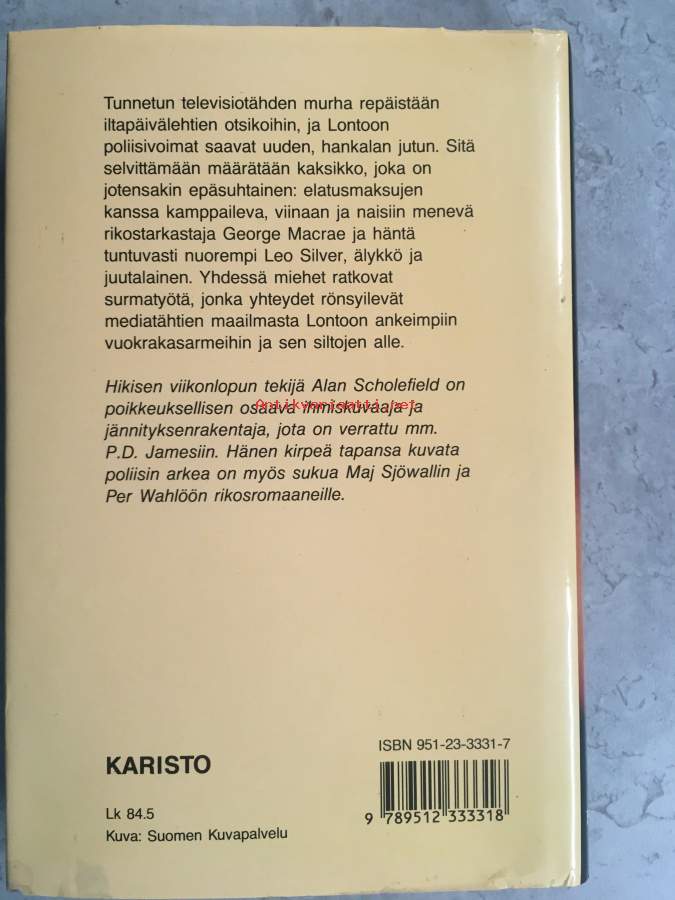 Tunnetun televisiotähden murha repäistään
iltapäivälehtien otsikoihin, ja Lontoon
poliisivoimat saavat uuden, hankalan jutun. Sitä
selvittämään määrätään kaksikko, joka on
jotensakin epäsuhtainen: elatusmaksujen
kanssa kamppaileva, viinaan ja naisiin menevä
rikostarkastaja George Macrae ja häntä
tuntuvasti nuorempi Leo Silver, älykkö ja
juutalainen. Yhdessä miehet ratkovat
surmatyötä, jonka yhteydet rönsyilevät
mediatähtien maailmasta Lontoon ankeimpiin
vuokrakasarmeihin ja sen siltojen alle.
Hikisen viikonlopun tekijä Alan Scholefield on
poikkeuksellisen osaava ihmiskuvaaja ja
Antikvariaatti.net
jännityksenrakentaja, jota on verrattu mm.
P.D. Jamesiin. Hänen kirpeä tapansa kuvata
poliisin arkea on myös sukua Maj Sjöwallin ja
Per Wahlöön rikosromaaneille.
ISBN 951-23-3331-7
KARISTO
9 789512 333318
Lk 84.5
Kuva: Suomen Kuvapalvelu